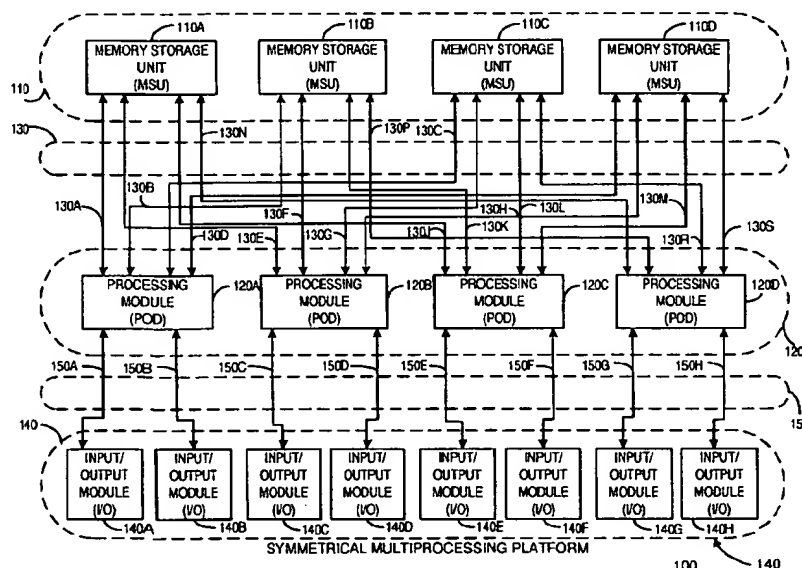 110A 110B 110C 110D
MEMORY STORAGE UNIT (MSU)
MEMORY STORAGE UNIT (MSU)
MEMORY STORAGE UNIT (MSU)
MEMORY STORAGE UNIT (MSU)
110
130
130N 130P 130C
130A 130B 130D 130E 130F 130G 130H 130J 130K 130L 130M 130R 130S
PROCESSING MODULE (POD) 120A
PROCESSING MODULE (POD) 120B
PROCESSING MODULE (POD) 120C
PROCESSING MODULE (POD) 120D
120
150A 150B 150C 150D 150E 150F 150G 150H
140
INPUT/ OUTPUT MODULE (I/O) 140A
INPUT/ OUTPUT MODULE (I/O) 140B
INPUT/ OUTPUT MODULE (I/O) 140C
INPUT/ OUTPUT MODULE (I/O) 140D
INPUT/ OUTPUT MODULE (I/O) 140E
INPUT/ OUTPUT MODULE (I/O) 140F
INPUT/ OUTPUT MODULE (I/O) 140G
INPUT/ OUTPUT MODULE (I/O) 140H
SYMMETRICAL MULTIPROCESSING PLATFORM
100 140